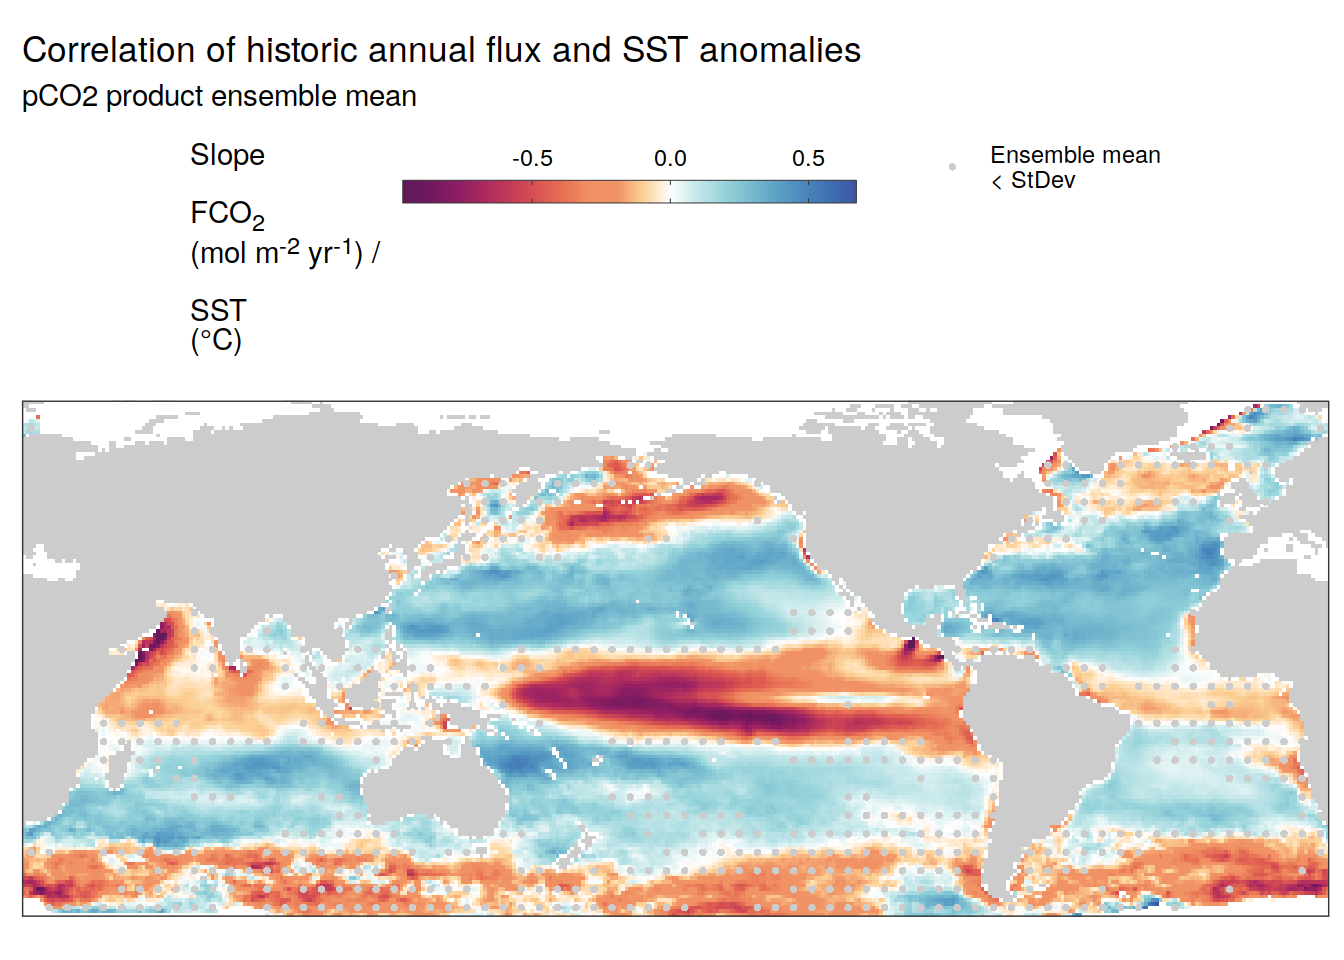 Correlation of historic annual flux and SST anomalies
pCO2 product ensemble mean
Slope
FCO₂
(mol m⁻² yr⁻¹) /
SST
(°C)
-0.5 0.0 0.5
Ensemble mean
< StDev